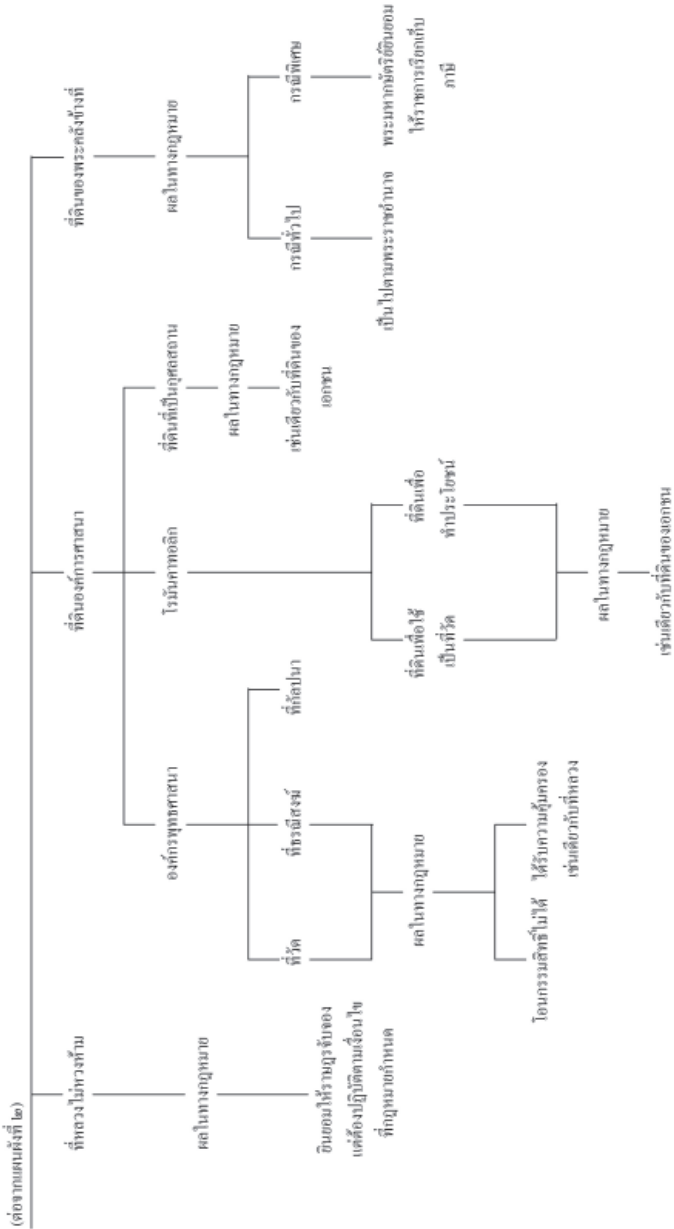 (ต่อจากแผนผังที่ ๒)
ที่หลวงไม่หวงห้าม
ผลในทางกฎหมาย
ยินยอมให้ราษฎรจับจอง
แต่ต้องปฏิบัติตามเงื่อนไข
ที่กฎหมายกำหนด
ที่ดินองค์การศาสนา
องค์กรพุทธศาสนา
ที่วัด
ที่ธรณีสงฆ์
ที่กัลปนา
ผลในทางกฎหมาย
โอนกรรมสิทธิ์ไม่ได้
ได้รับความคุ้มครอง
เช่นเดียวกับที่หลวง
โรมันคาทอลิก
ที่ดินเพื่อใช้
เป็นที่วัด
ที่ดินเพื่อ
ทำประโยชน์
ผลในทางกฎหมาย
เช่นเดียวกับที่ดินของเอกชน
ที่ดินที่เป็นกุศลสถาน
ผลในทางกฎหมาย
เช่นเดียวกับที่ดินของ
เอกชน
ที่ดินของพระคลังข้างที่
ผลในทางกฎหมาย
กรณีทั่วไป
เป็นไปตามพระราชอำนาจ
กรณีพิเศษ
พระมหากษัตริย์ยินยอม
ให้ราชการเรียกเก็บ
ภาษี